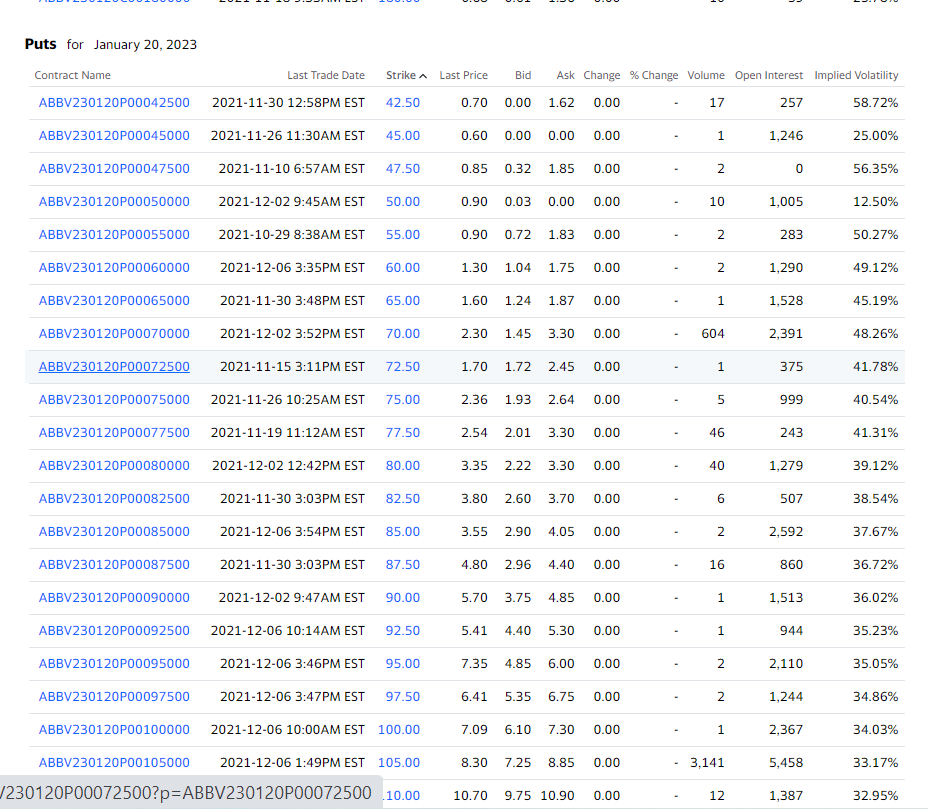 Puts for January 20, 2023
Contract Name Last Trade Date Strike Last Price Bid Ask Change % Change Volume Open Interest Implied Volatility
ABBV230120P00042500 2021-11-30 12:58PM EST 42.50 0.70 0.00 1.62 0.00 - 17 257 58.72%
ABBV230120P00045000 2021-11-26 11:30AM EST 45.00 0.60 0.00 0.00 0.00 - 1 1,246 25.00%
ABBV230120P00047500 2021-11-10 6:57AM EST 47.50 0.85 0.32 1.85 0.00 - 2 0 56.35%
ABBV230120P00050000 2021-12-02 9:45AM EST 50.00 0.90 0.03 0.00 0.00 - 10 1,005 12.50%
ABBV230120P00055000 2021-10-29 8:38AM EST 55.00 0.90 0.72 1.83 0.00 - 2 283 50.27%
ABBV230120P00060000 2021-12-06 3:35PM EST 60.00 1.30 1.04 1.75 0.00 - 2 1,290 49.12%
ABBV230120P00065000 2021-11-30 3:48PM EST 65.00 1.60 1.24 1.87 0.00 - 1 1,528 45.19%
ABBV230120P00070000 2021-12-02 3:52PM EST 70.00 2.30 1.45 3.30 0.00 - 604 2,391 48.26%
ABBV230120P00072500 2021-11-15 3:11PM EST 72.50 1.70 1.72 2.45 0.00 - 1 375 41.78%
ABBV230120P00075000 2021-11-26 10:25AM EST 75.00 2.36 1.93 2.64 0.00 - 5 999 40.54%
ABBV230120P00077500 2021-11-19 11:12AM EST 77.50 2.54 2.01 3.30 0.00 - 46 243 41.31%
ABBV230120P00080000 2021-12-02 12:42PM EST 80.00 3.35 2.22 3.30 0.00 - 40 1,279 39.12%
ABBV230120P00082500 2021-11-30 3:03PM EST 82.50 3.80 2.60 3.70 0.00 - 6 507 38.54%
ABBV230120P00085000 2021-12-06 3:54PM EST 85.00 3.55 2.90 4.05 0.00 - 2 2,592 37.67%
ABBV230120P00087500 2021-11-30 3:03PM EST 87.50 4.80 2.96 4.40 0.00 - 16 860 36.72%
ABBV230120P00090000 2021-12-02 9:47AM EST 90.00 5.70 3.75 4.85 0.00 - 1 1,513 36.02%
ABBV230120P00092500 2021-12-06 10:14AM EST 92.50 5.41 4.40 5.30 0.00 - 1 944 35.23%
ABBV230120P00095000 2021-12-06 3:46PM EST 95.00 7.35 4.85 6.00 0.00 - 2 2,110 35.05%
ABBV230120P00097500 2021-12-06 3:47PM EST 97.50 6.41 5.35 6.75 0.00 - 2 1,244 34.86%
ABBV230120P00100000 2021-12-06 10:00AM EST 100.00 7.09 6.10 7.30 0.00 - 1 2,367 34.03%
ABBV230120P00105000 2021-12-06 1:49PM EST 105.00 8.30 7.25 8.85 0.00 - 3,141 5,458 33.17%
V230120P00072500?p=ABBV230120P00072500 10.00 10.70 9.75 10.90 0.00 - 12 1,387 32.95%